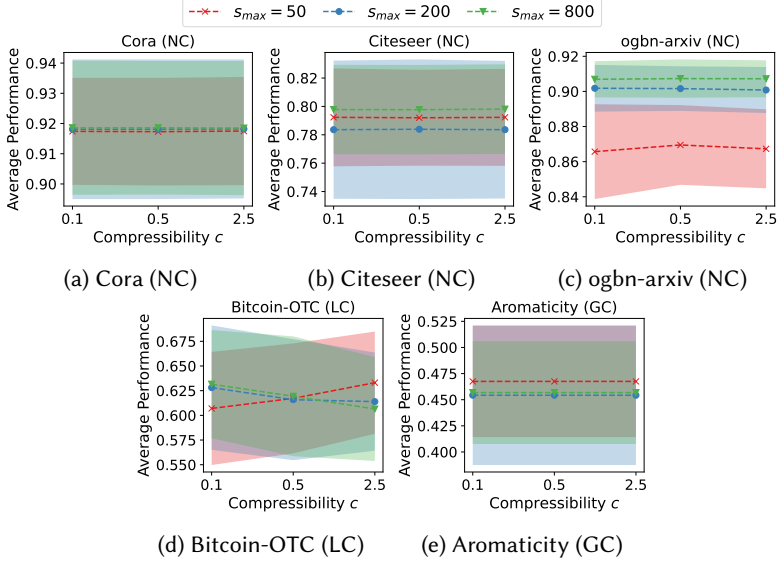 s_max = 50 s_max = 200 s_max = 800
Cora (NC)
Average Performance
0.94
0.93
0.92
0.91
0.90
0.1 0.5 2.5
Compressibility c
(a) Cora (NC)
Citeseer (NC)
Average Performance
0.82
0.80
0.78
0.76
0.74
0.1 0.5 2.5
Compressibility c
(b) Citeseer (NC)
ogbn-arxiv (NC)
Average Performance
0.92
0.90
0.88
0.86
0.84
0.1 0.5 2.5
Compressibility c
(c) ogbn-arxiv (NC)
Bitcoin-OTC (LC)
Average Performance
0.675
0.650
0.625
0.600
0.575
0.550
0.1 0.5 2.5
Compressibility c
(d) Bitcoin-OTC (LC)
Aromaticity (GC)
Average Performance
0.525
0.500
0.475
0.450
0.425
0.400
0.1 0.5 2.5
Compressibility c
(e) Aromaticity (GC)